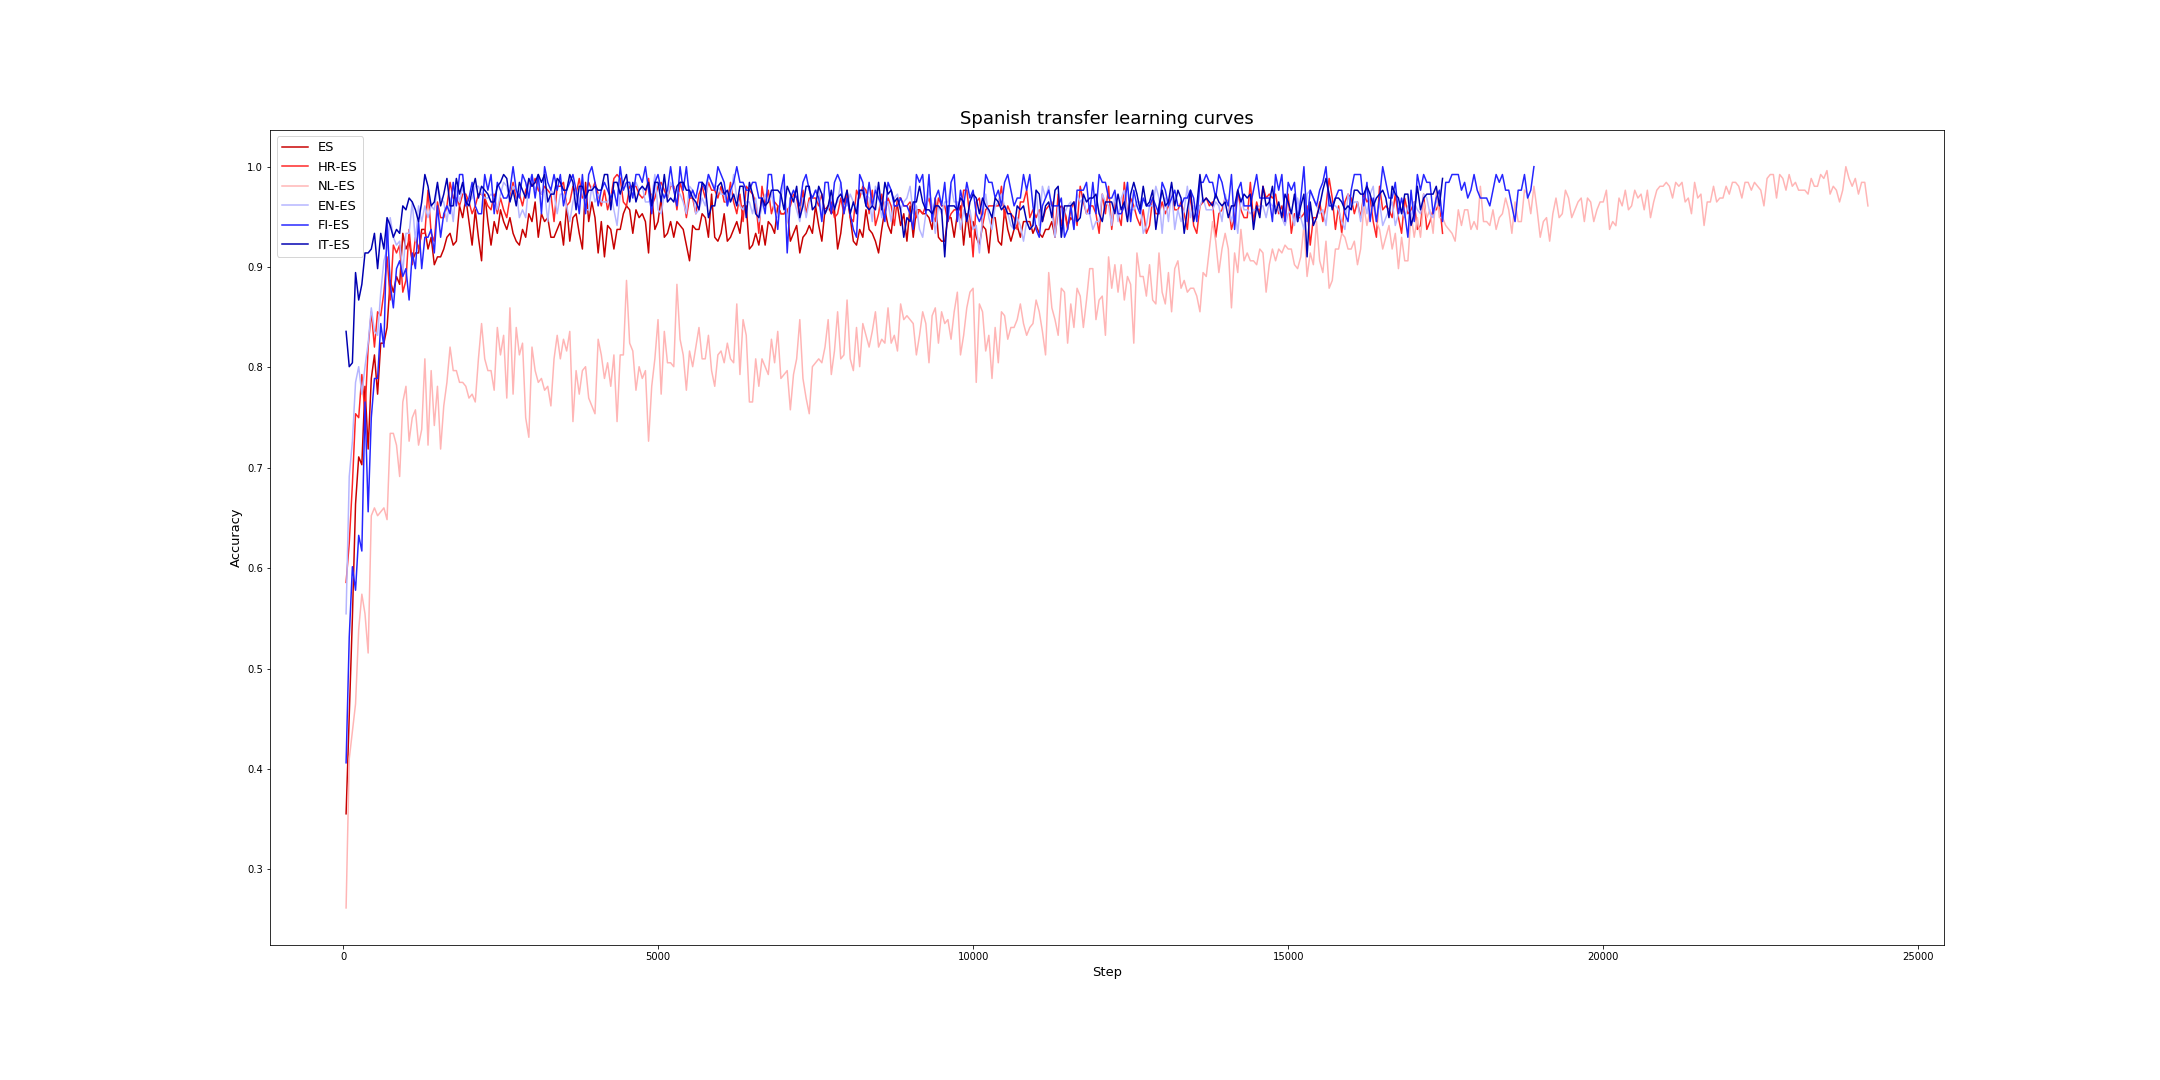 Spanish transfer learning curves
ES
HR-ES
NL-ES
EN-ES
FI-ES
IT-ES
1.0
0.9
0.8
0.7
0.6
0.5
0.4
0.3
Accuracy
0 5000 10000 15000 20000 25000
Step